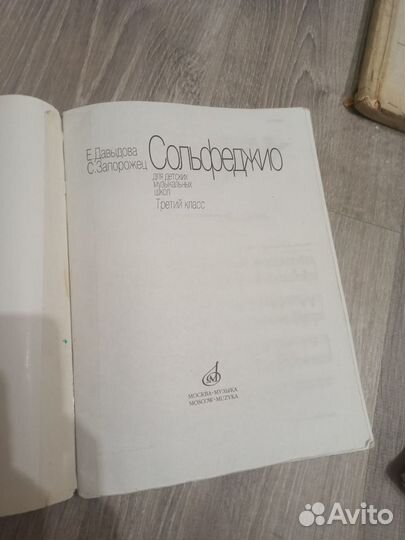 Е. Давыдова
С. Запорожец
Сольфеджио
для детских
музыкальных
школ
Третий класс
МОСКВА • МУЗЫКА
MOSCOW • MUZYKA
Avito